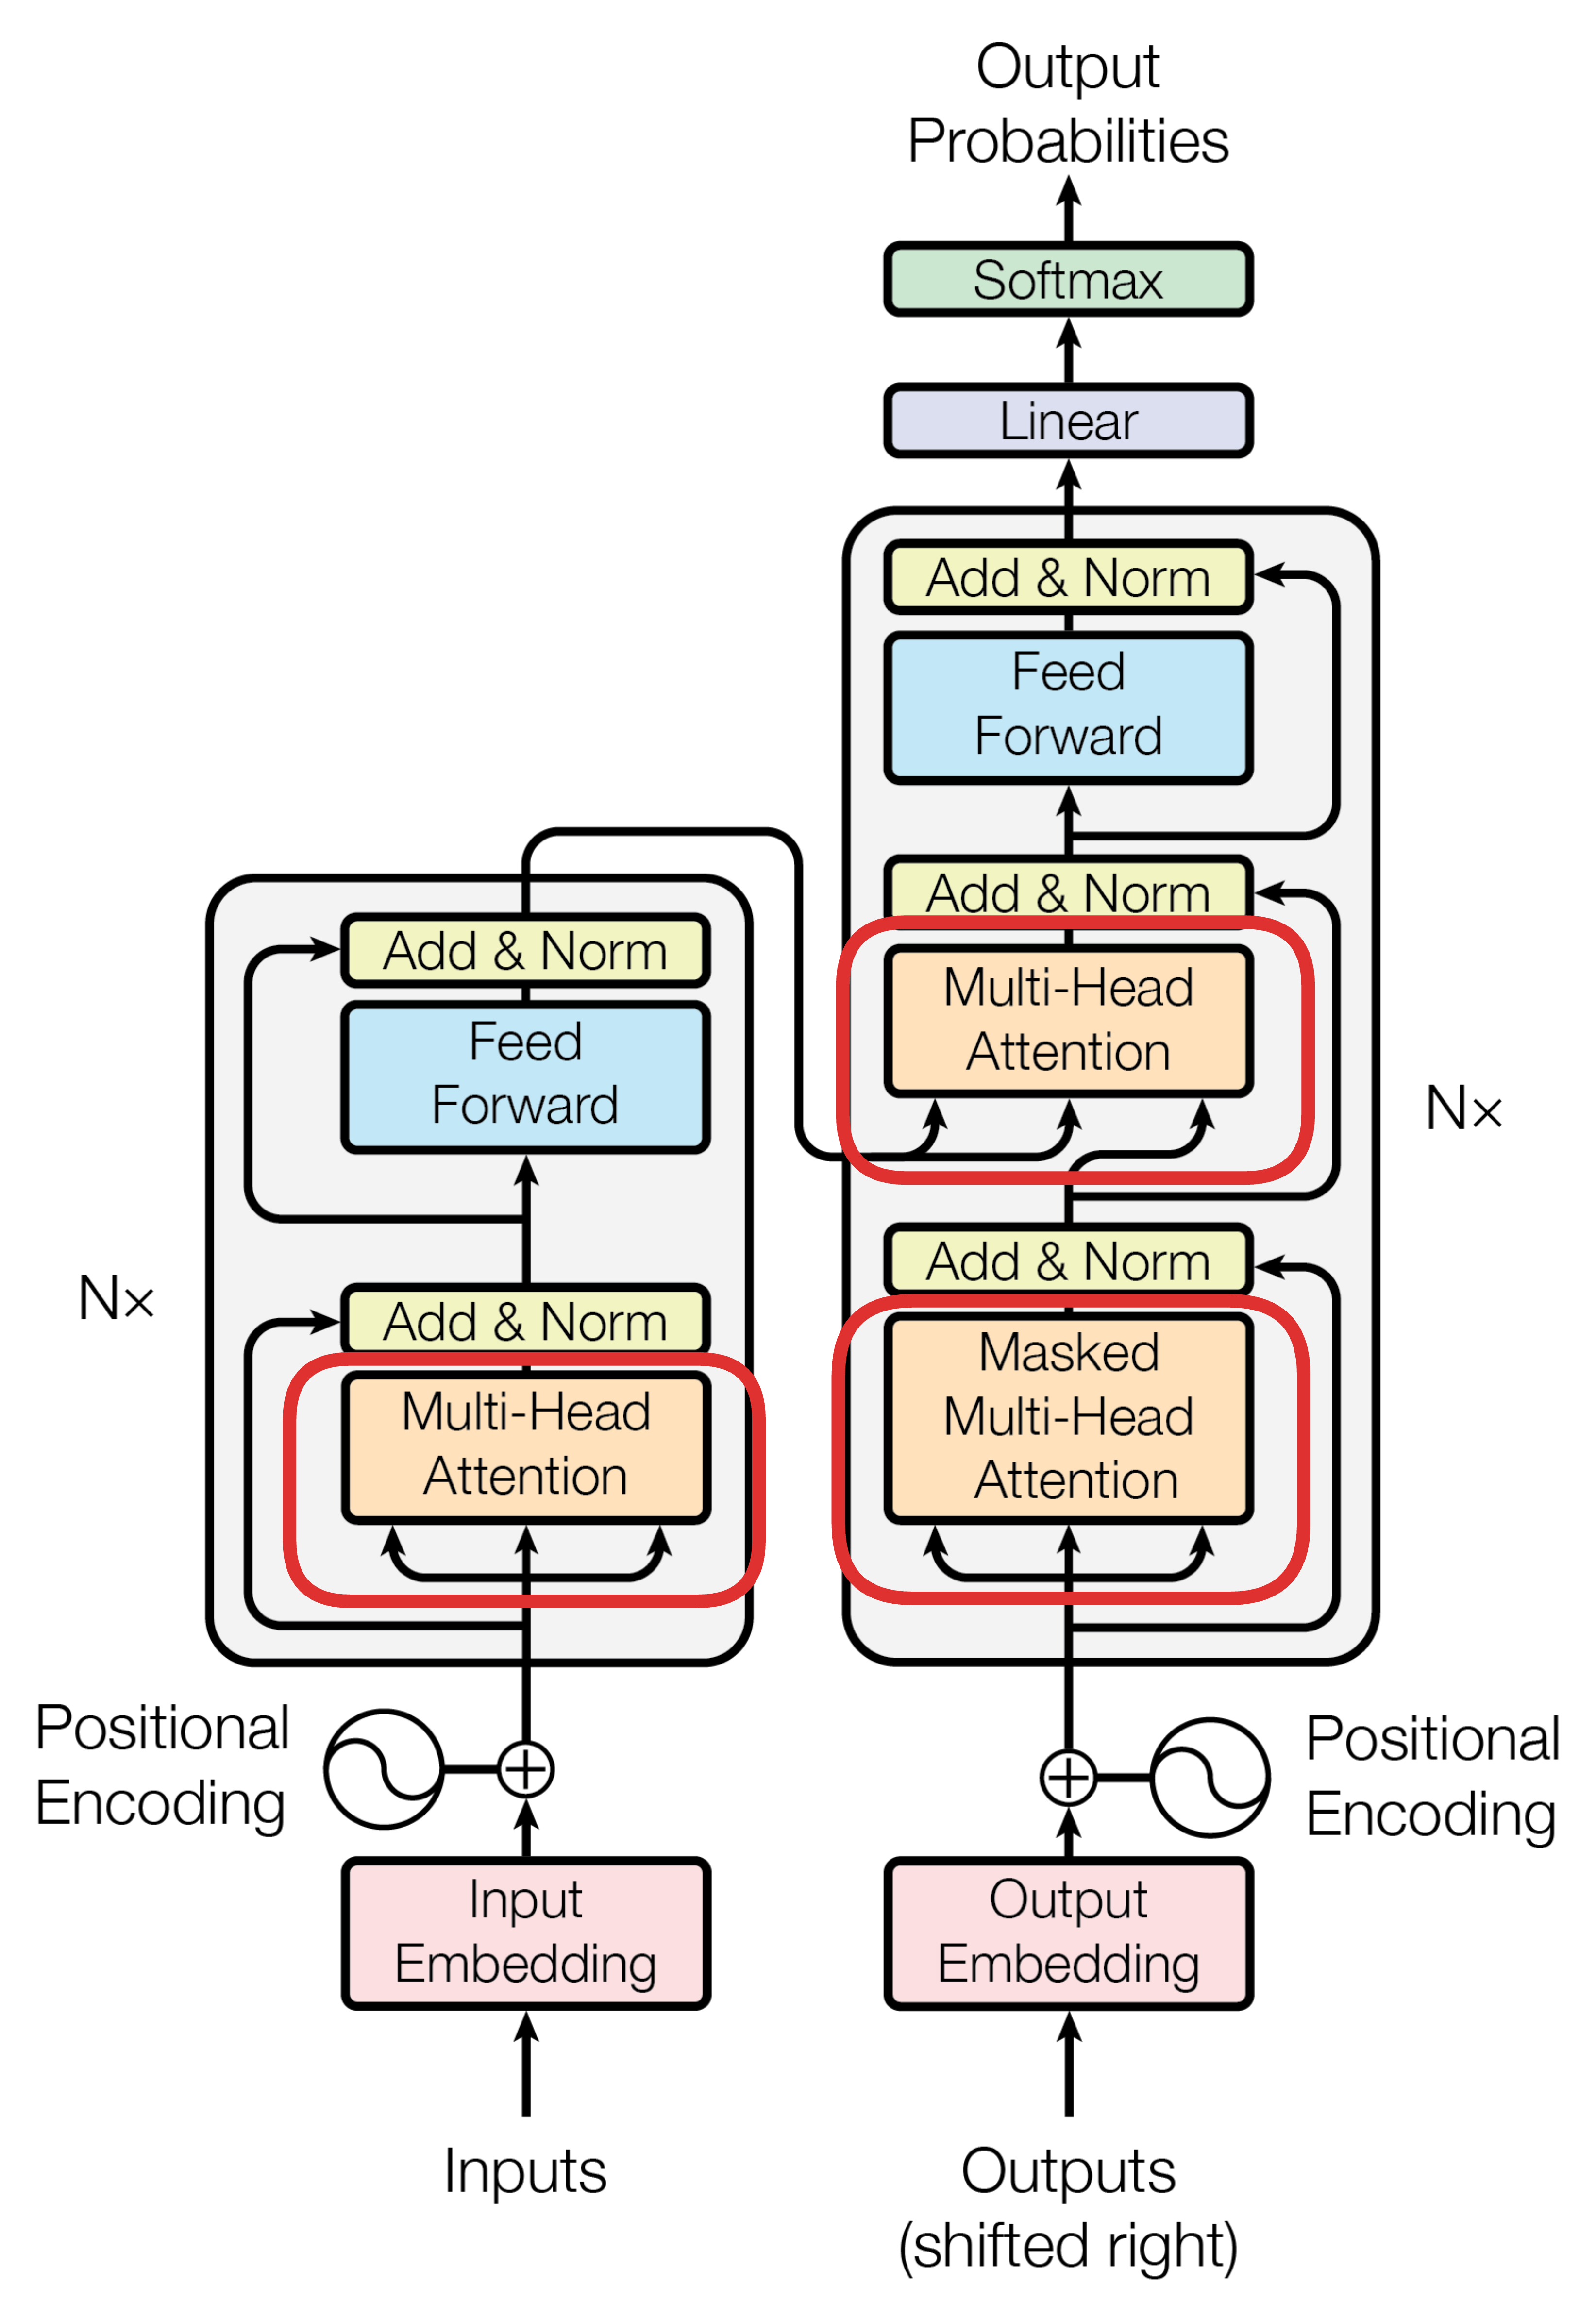 Output
Probabilities
Softmax
Linear
Add & Norm
Feed
Forward
Add & Norm
Multi-Head
Attention
N×
Add & Norm
Masked
Multi-Head
Attention
Add & Norm
Feed
Forward
N×
Add & Norm
Multi-Head
Attention
Positional
Encoding
Positional
Encoding
Input
Embedding
Output
Embedding
Inputs
Outputs
(shifted right)